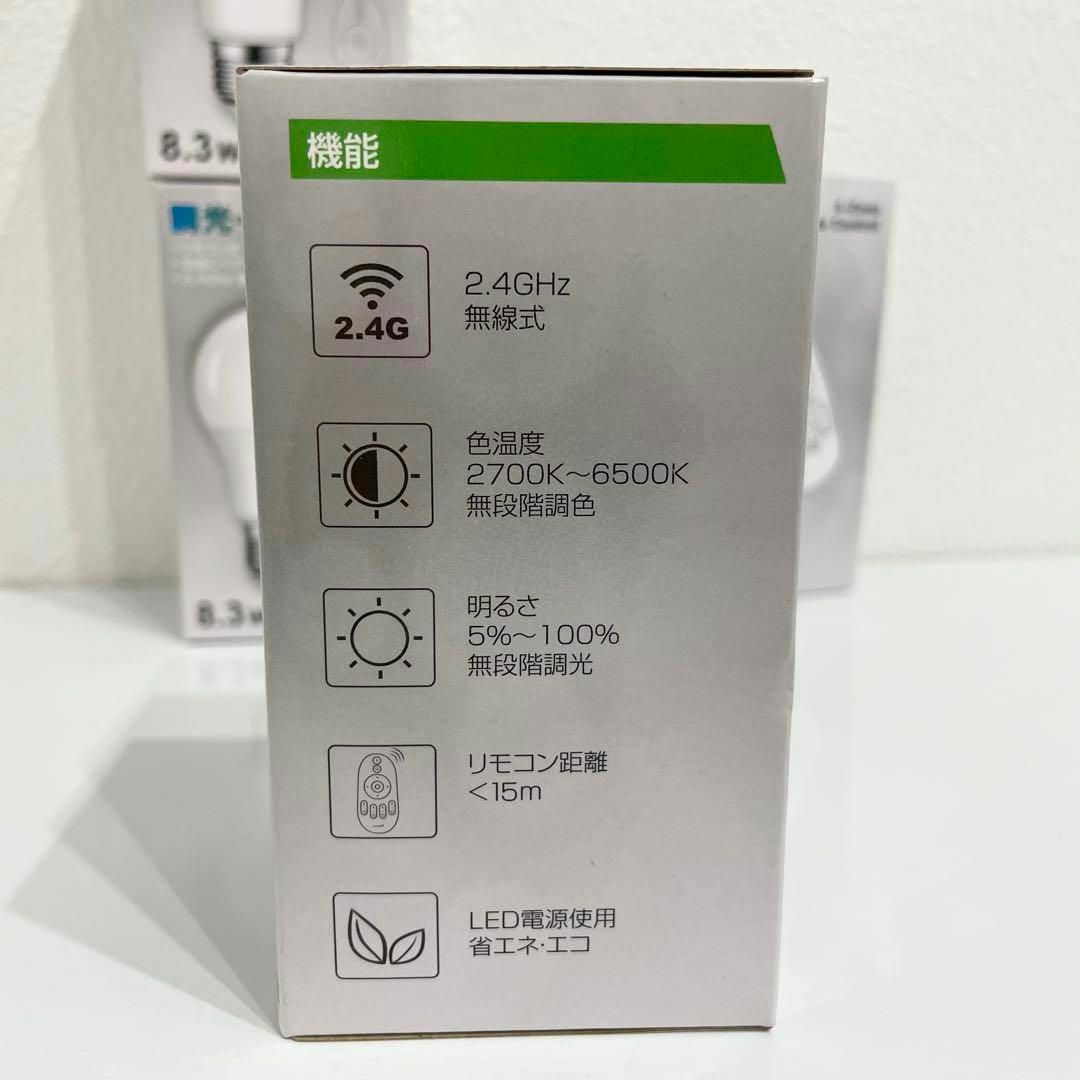 機能
2.4G
2.4GHz
無線式
色温度
2700K〜6500K
無段階調色
明るさ
5%〜100%
無段階調光
リモコン距離
<15m
LED電源使用
省エネ·エコ
8.3w
光·
8.3w